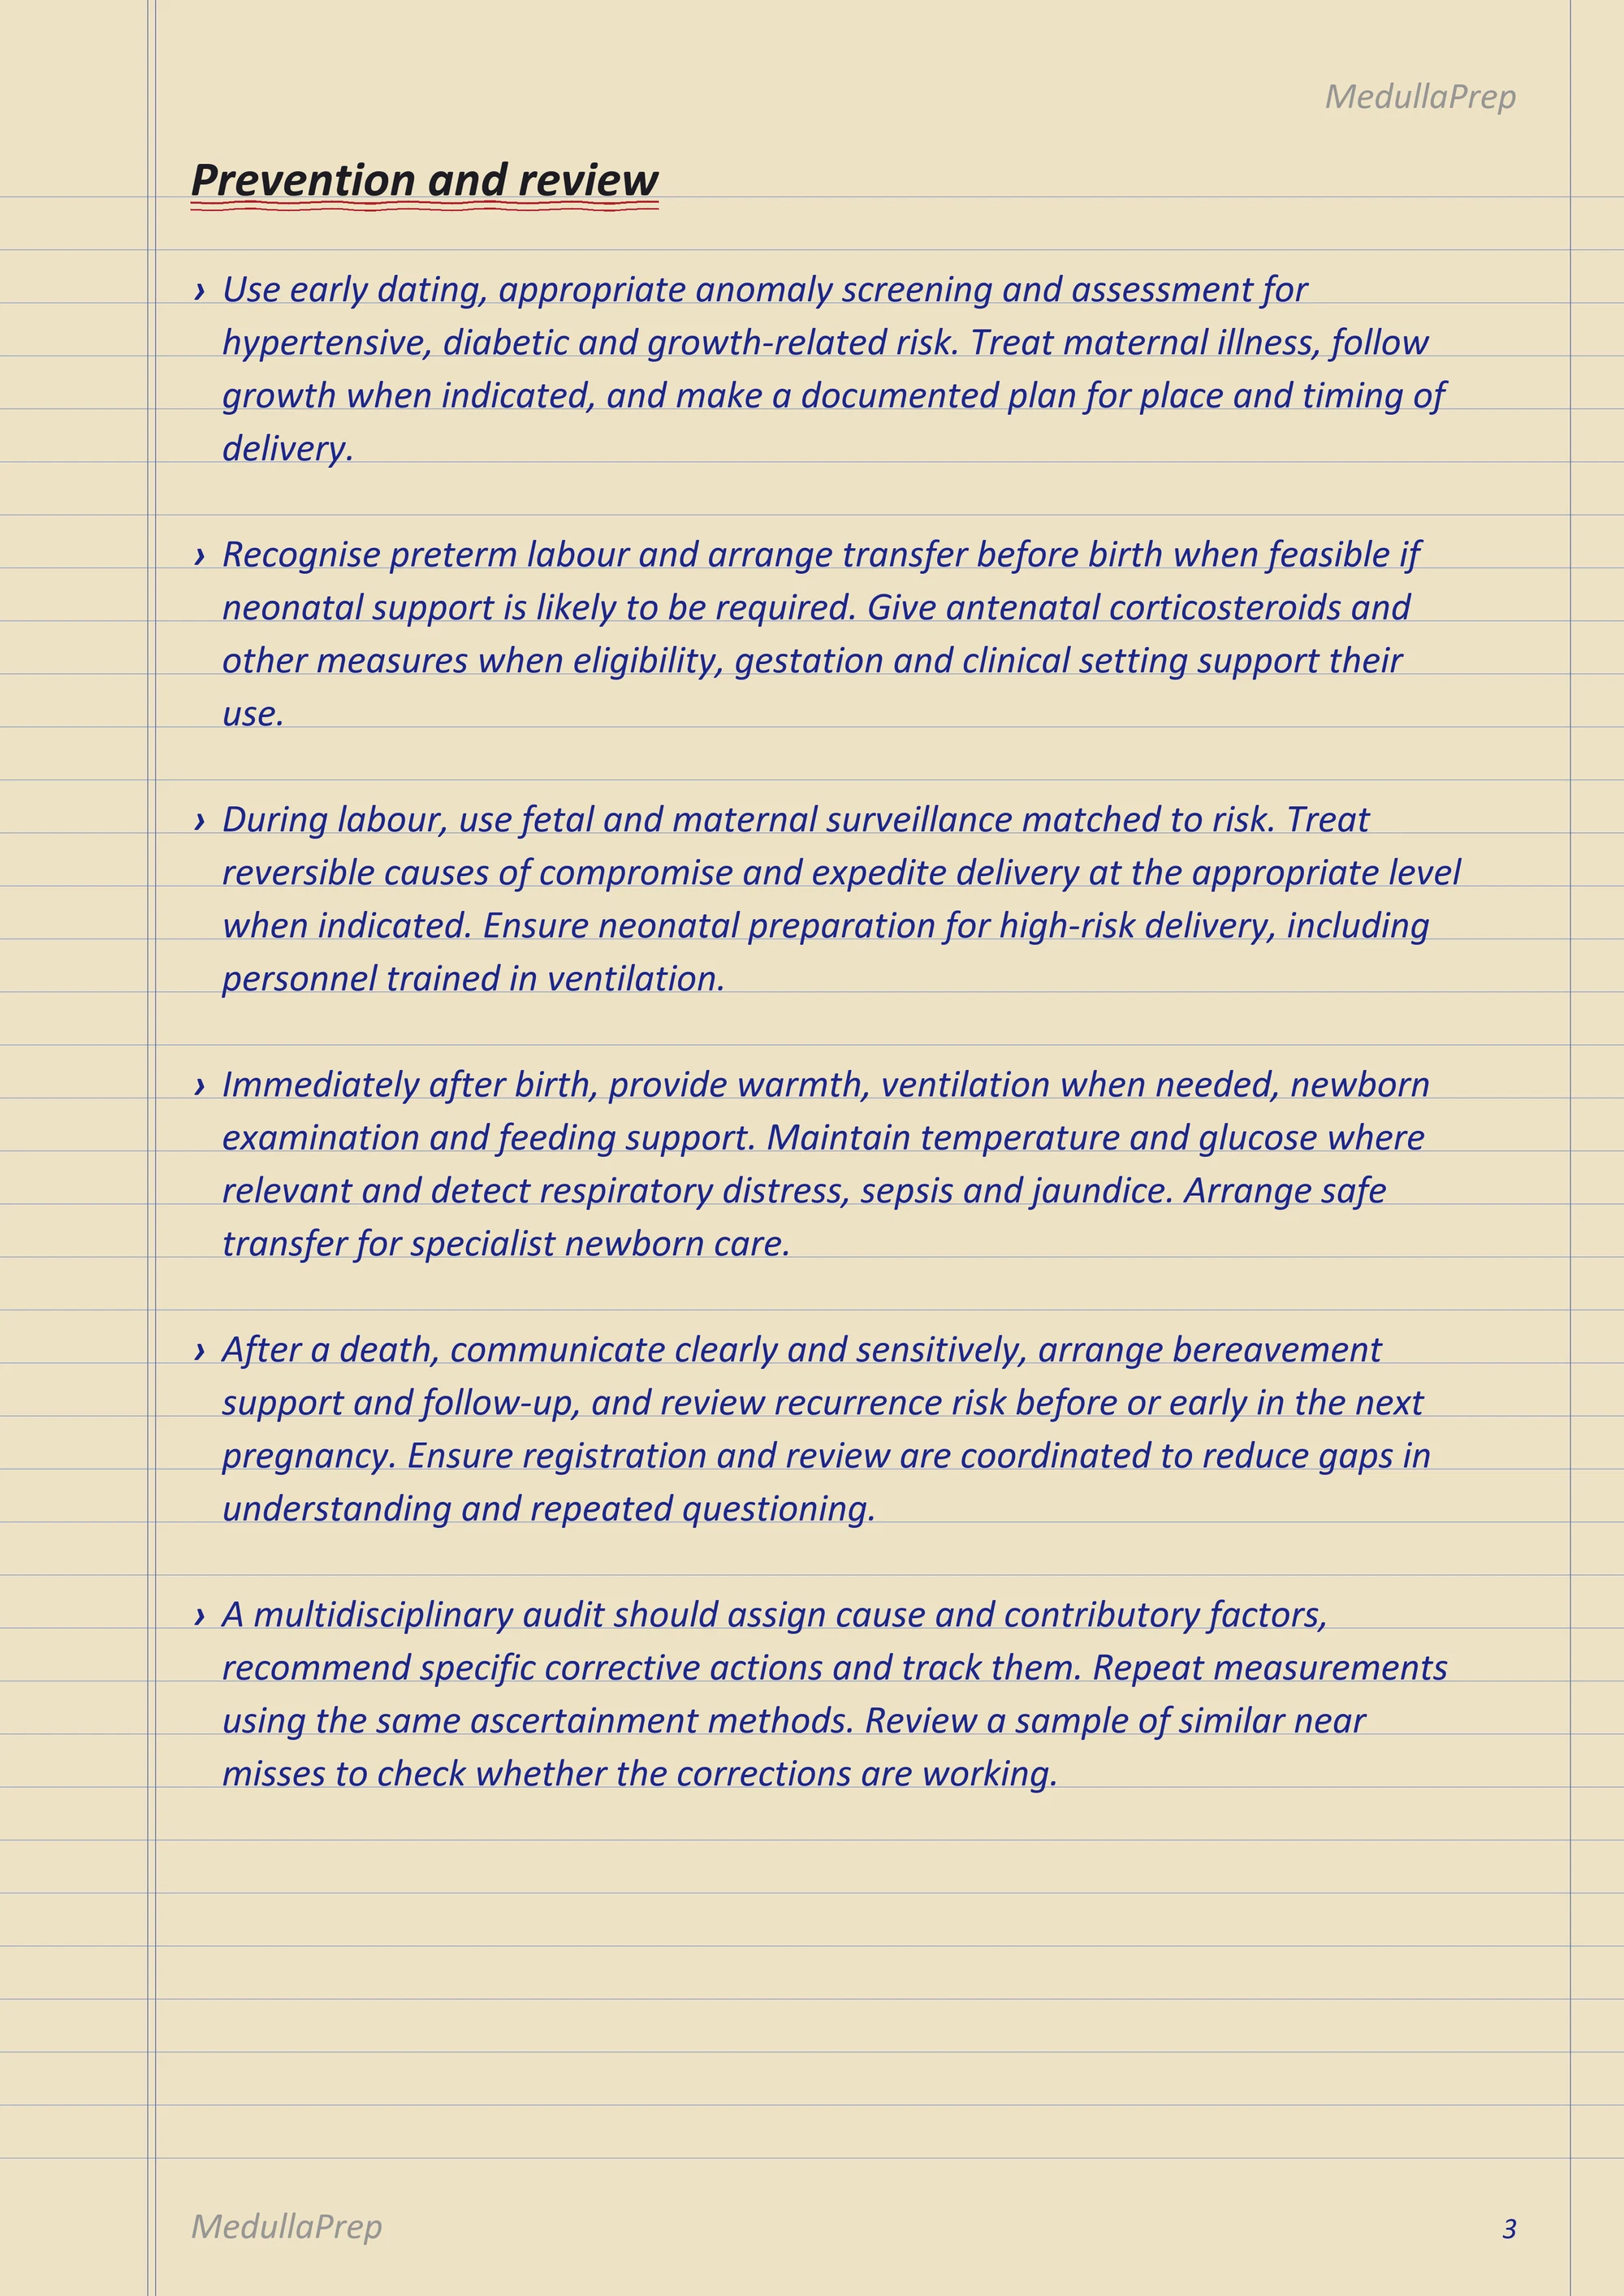 MedullaPrep
Prevention and review
› Use early dating, appropriate anomaly screening and assessment for
hypertensive, diabetic and growth-related risk. Treat maternal illness, follow
growth when indicated, and make a documented plan for place and timing of
delivery.
› Recognise preterm labour and arrange transfer before birth when feasible if
neonatal support is likely to be required. Give antenatal corticosteroids and
other measures when eligibility, gestation and clinical setting support their
use.
› During labour, use fetal and maternal surveillance matched to risk. Treat
reversible causes of compromise and expedite delivery at the appropriate level
when indicated. Ensure neonatal preparation for high-risk delivery, including
personnel trained in ventilation.
› Immediately after birth, provide warmth, ventilation when needed, newborn
examination and feeding support. Maintain temperature and glucose where
relevant and detect respiratory distress, sepsis and jaundice. Arrange safe
transfer for specialist newborn care.
› After a death, communicate clearly and sensitively, arrange bereavement
support and follow-up, and review recurrence risk before or early in the next
pregnancy. Ensure registration and review are coordinated to reduce gaps in
understanding and repeated questioning.
› A multidisciplinary audit should assign cause and contributory factors,
recommend specific corrective actions and track them. Repeat measurements
using the same ascertainment methods. Review a sample of similar near
misses to check whether the corrections are working.
MedullaPrep
3